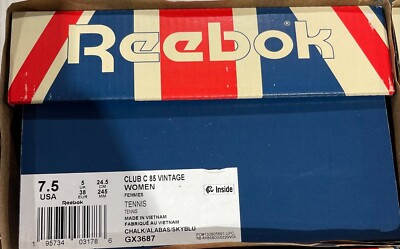 Reebok
7.5
USA
5
UK
24.5
CM
38
EUR
245
MM
Reebok
CLUB C 85 VINTAGE
WOMEN
FEMMES
TENNIS
TENNIS
MADE IN VIETNAM
FABRIQUÉ AU VIETNAM
CHALK/ALABAS/SKYBLU
GX3687
Inside
1 95734 03178 6